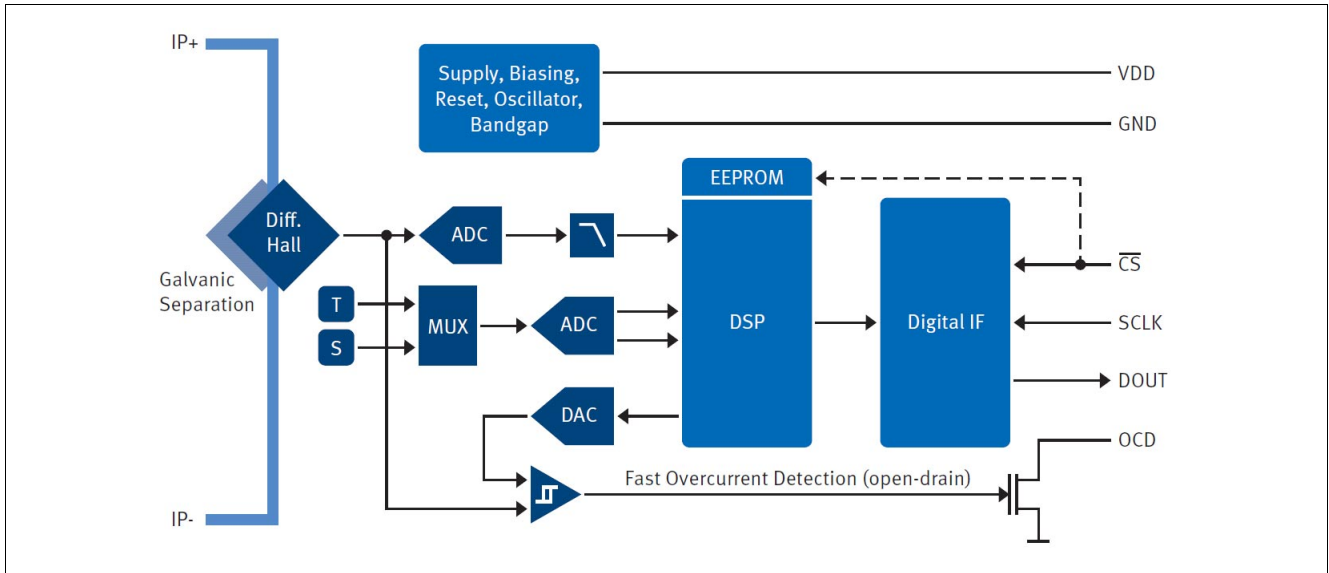 IP+
Supply, Biasing,
Reset, Oscillator,
Bandgap
VDD
GND
EEPROM
Diff.
Hall
ADC
Galvanic
Separation
T
S
MUX
ADC
DSP
Digital IF
CS
SCLK
DOUT
DAC
OCD
Fast Overcurrent Detection (open-drain)
IP-